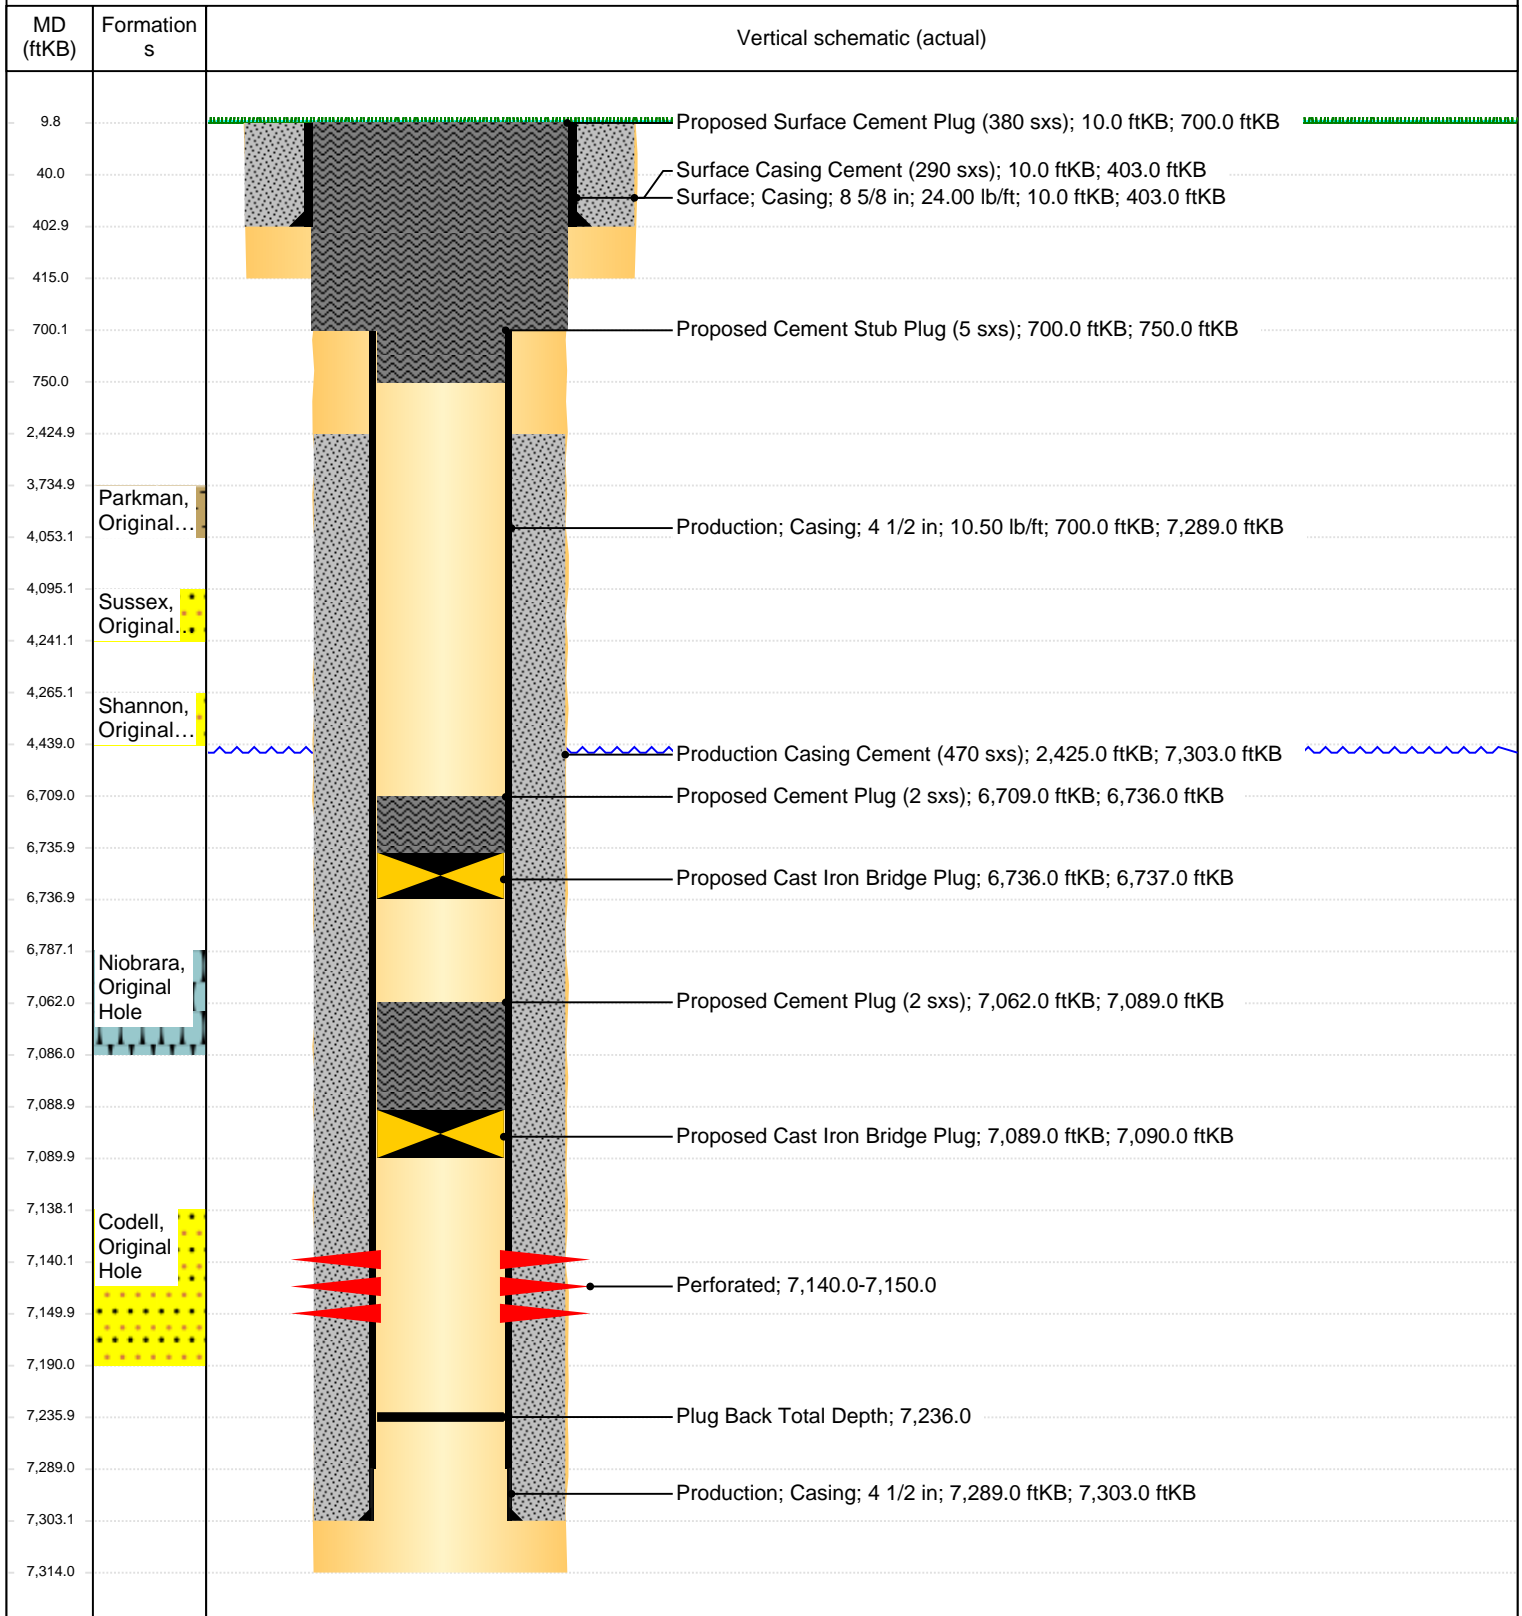 MD
(ftKB)
Formation
s
Vertical schematic (actual)
9.8
Proposed Surface Cement Plug (380 sxs); 10.0 ftKB; 700.0 ftKB
40.0
Surface Casing Cement (290 sxs); 10.0 ftKB; 403.0 ftKB
Surface; Casing; 8 5/8 in; 24.00 lb/ft; 10.0 ftKB; 403.0 ftKB
402.9
415.0
700.1
Proposed Cement Stub Plug (5 sxs); 700.0 ftKB; 750.0 ftKB
750.0
2,424.9
3,734.9
Parkman,
Original…
Production; Casing; 4 1/2 in; 10.50 lb/ft; 700.0 ftKB; 7,289.0 ftKB
4,053.1
4,095.1
Sussex,
Original…
4,241.1
4,265.1
Shannon,
Original…
4,439.0
Production Casing Cement (470 sxs); 2,425.0 ftKB; 7,303.0 ftKB
6,709.0
Proposed Cement Plug (2 sxs); 6,709.0 ftKB; 6,736.0 ftKB
6,735.9
Proposed Cast Iron Bridge Plug; 6,736.0 ftKB; 6,737.0 ftKB
6,736.9
6,787.1
Niobrara,
Original
Hole
7,062.0
Proposed Cement Plug (2 sxs); 7,062.0 ftKB; 7,089.0 ftKB
7,086.0
7,088.9
Proposed Cast Iron Bridge Plug; 7,089.0 ftKB; 7,090.0 ftKB
7,089.9
7,138.1
Codell,
Original
Hole
7,140.1
Perforated; 7,140.0-7,150.0
7,149.9
7,190.0
7,235.9
Plug Back Total Depth; 7,236.0
7,289.0
Production; Casing; 4 1/2 in; 7,289.0 ftKB; 7,303.0 ftKB
7,303.1
7,314.0